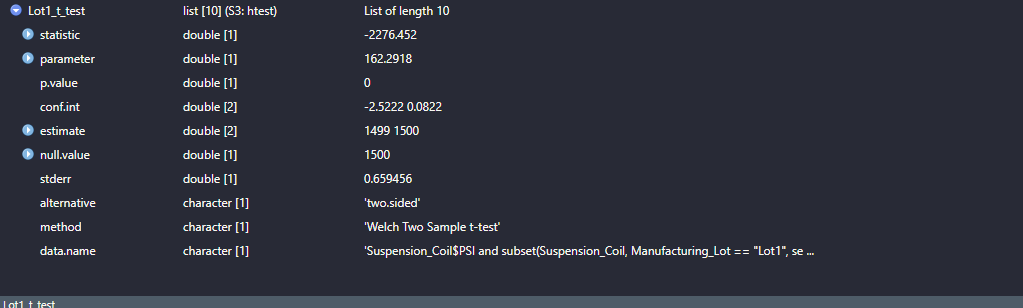 Lot1_t_test list [10] (S3: htest) List of length 10
statistic double [1] -2276.452
parameter double [1] 162.2918
p.value double [1] 0
conf.int double [2] -2.5222 0.0822
estimate double [2] 1499 1500
null.value double [1] 1500
stderr double [1] 0.659456
alternative character [1] 'two.sided'
method character [1] 'Welch Two Sample t-test'
data.name character [1] 'Suspension_Coil$PSI and subset(Suspension_Coil, Manufacturing_Lot == "Lot1", se ...
Lot1_t_test